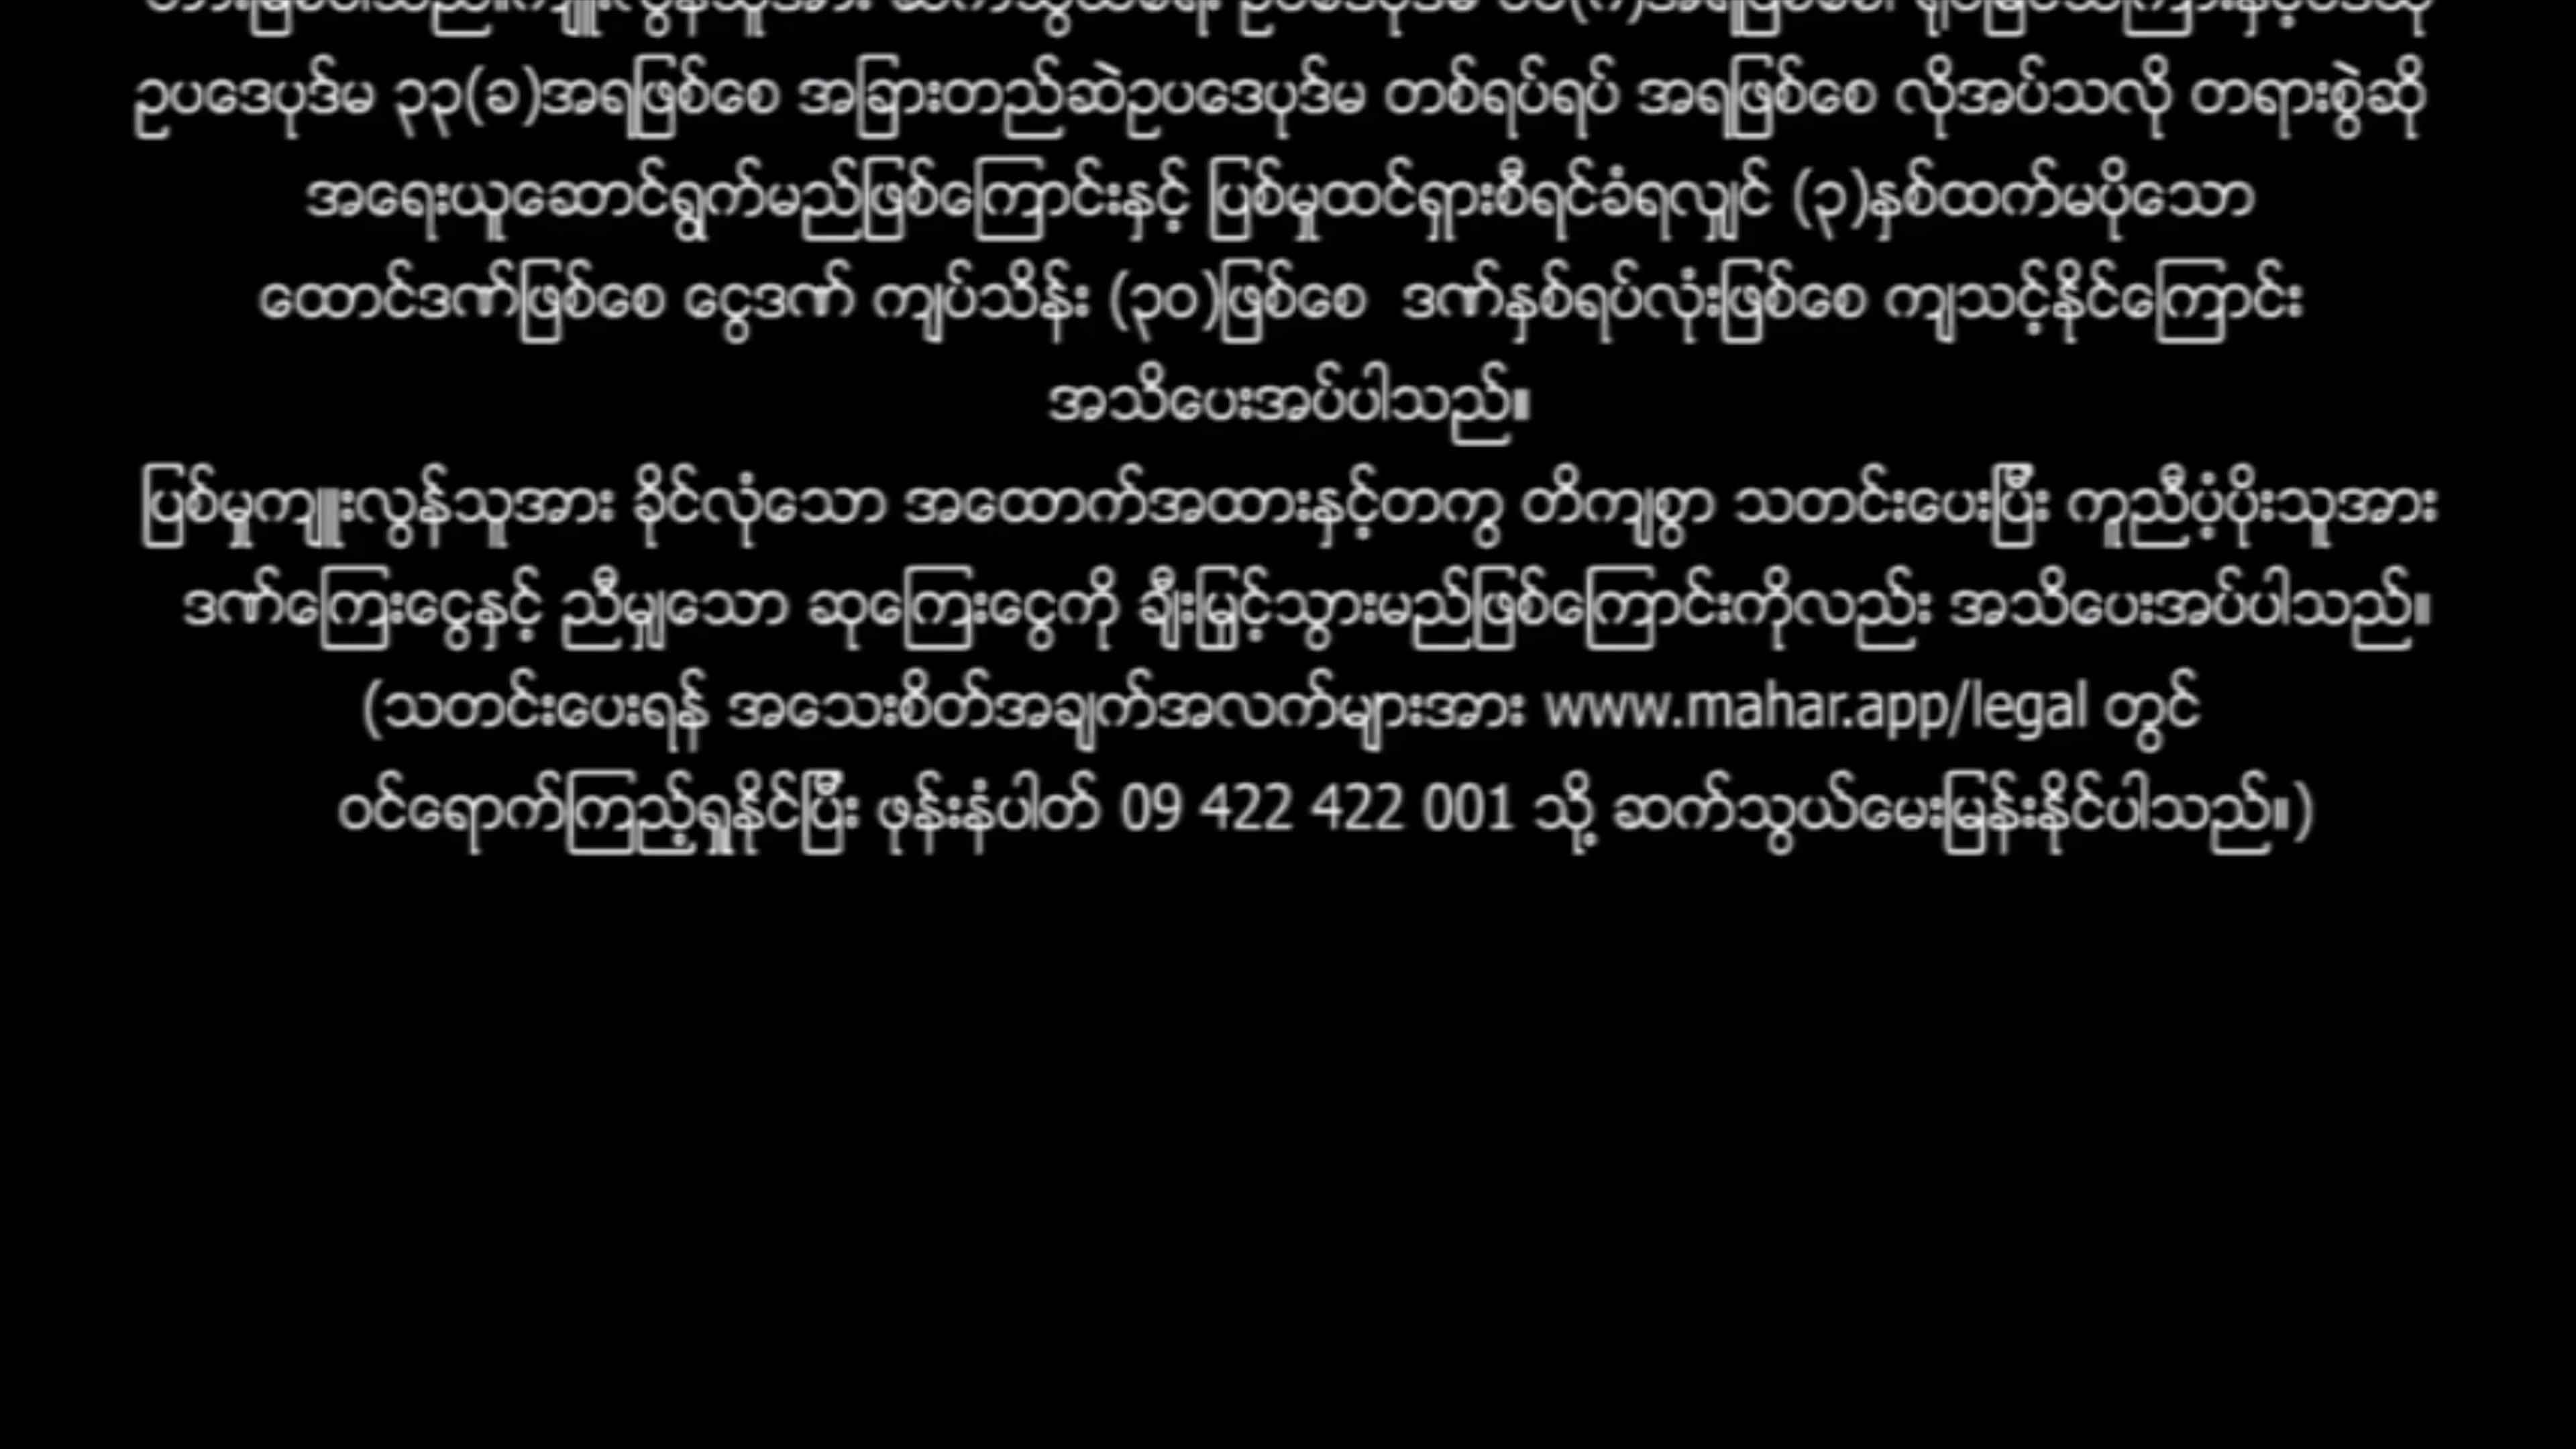 ဥပဒေပုဒ်မ ၃၃(ခ)အရဖြစ်စေ အခြားတည်ဆဲဥပဒေပုဒ်မ တစ်ရပ်ရပ် အရဖြစ်စေ လိုအပ်သလို တရားစွဲဆို
အရေးယူဆောင်ရွက်မည်ဖြစ်ကြောင်းနှင့် ပြစ်မှုထင်ရှားစီရင်ခံရလျှင် (၃)နှစ်ထက်မပိုသော
ထောင်ဒဏ်ဖြစ်စေ ငွေဒဏ် ကျပ်သိန်း (၃၀)ဖြစ်စေ ဒဏ်နှစ်ရပ်လုံးဖြစ်စေ ကျသင့်နိုင်ကြောင်း
အသိပေးအပ်ပါသည်။
ပြစ်မှုကျူးလွန်သူအား ခိုင်လုံသော အထောက်အထားနှင့်တကွ တိကျစွာ သတင်းပေးပြီး ကူညီပံ့ပိုးသူအား
ဒဏ်ကြေးငွေနှင့် ညီမျှသော ဆုကြေးငွေကို ချီးမြှင့်သွားမည်ဖြစ်ကြောင်းကိုလည်း အသိပေးအပ်ပါသည်။
(သတင်းပေးရန် အသေးစိတ်အချက်အလက်များအား www.mahar.app/legal တွင်
ဝင်ရောက်ကြည့်ရှုနိုင်ပြီး ဖုန်းနံပါတ် 09 422 422 001 သို့ ဆက်သွယ်မေးမြန်းနိုင်ပါသည်။)